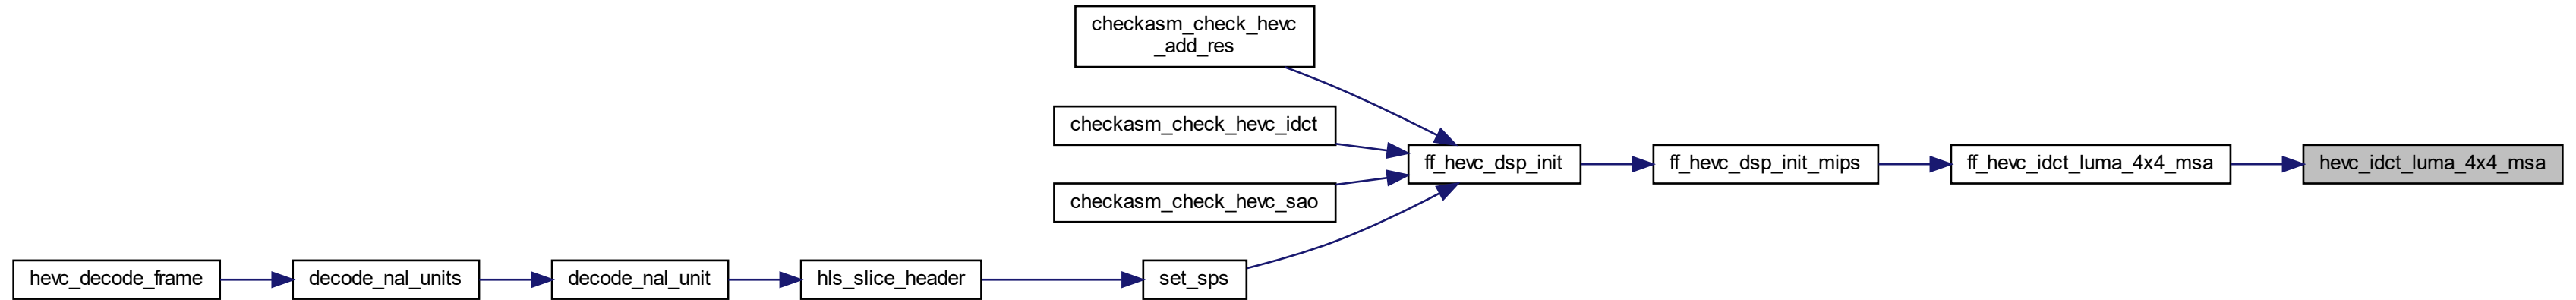 checkasm_check_hevc
_add_res
checkasm_check_hevc_idct
ff_hevc_dsp_init
ff_hevc_dsp_init_mips
ff_hevc_idct_luma_4x4_msa
hevc_idct_luma_4x4_msa
checkasm_check_hevc_sao
hevc_decode_frame
decode_nal_units
decode_nal_unit
hls_slice_header
set_sps